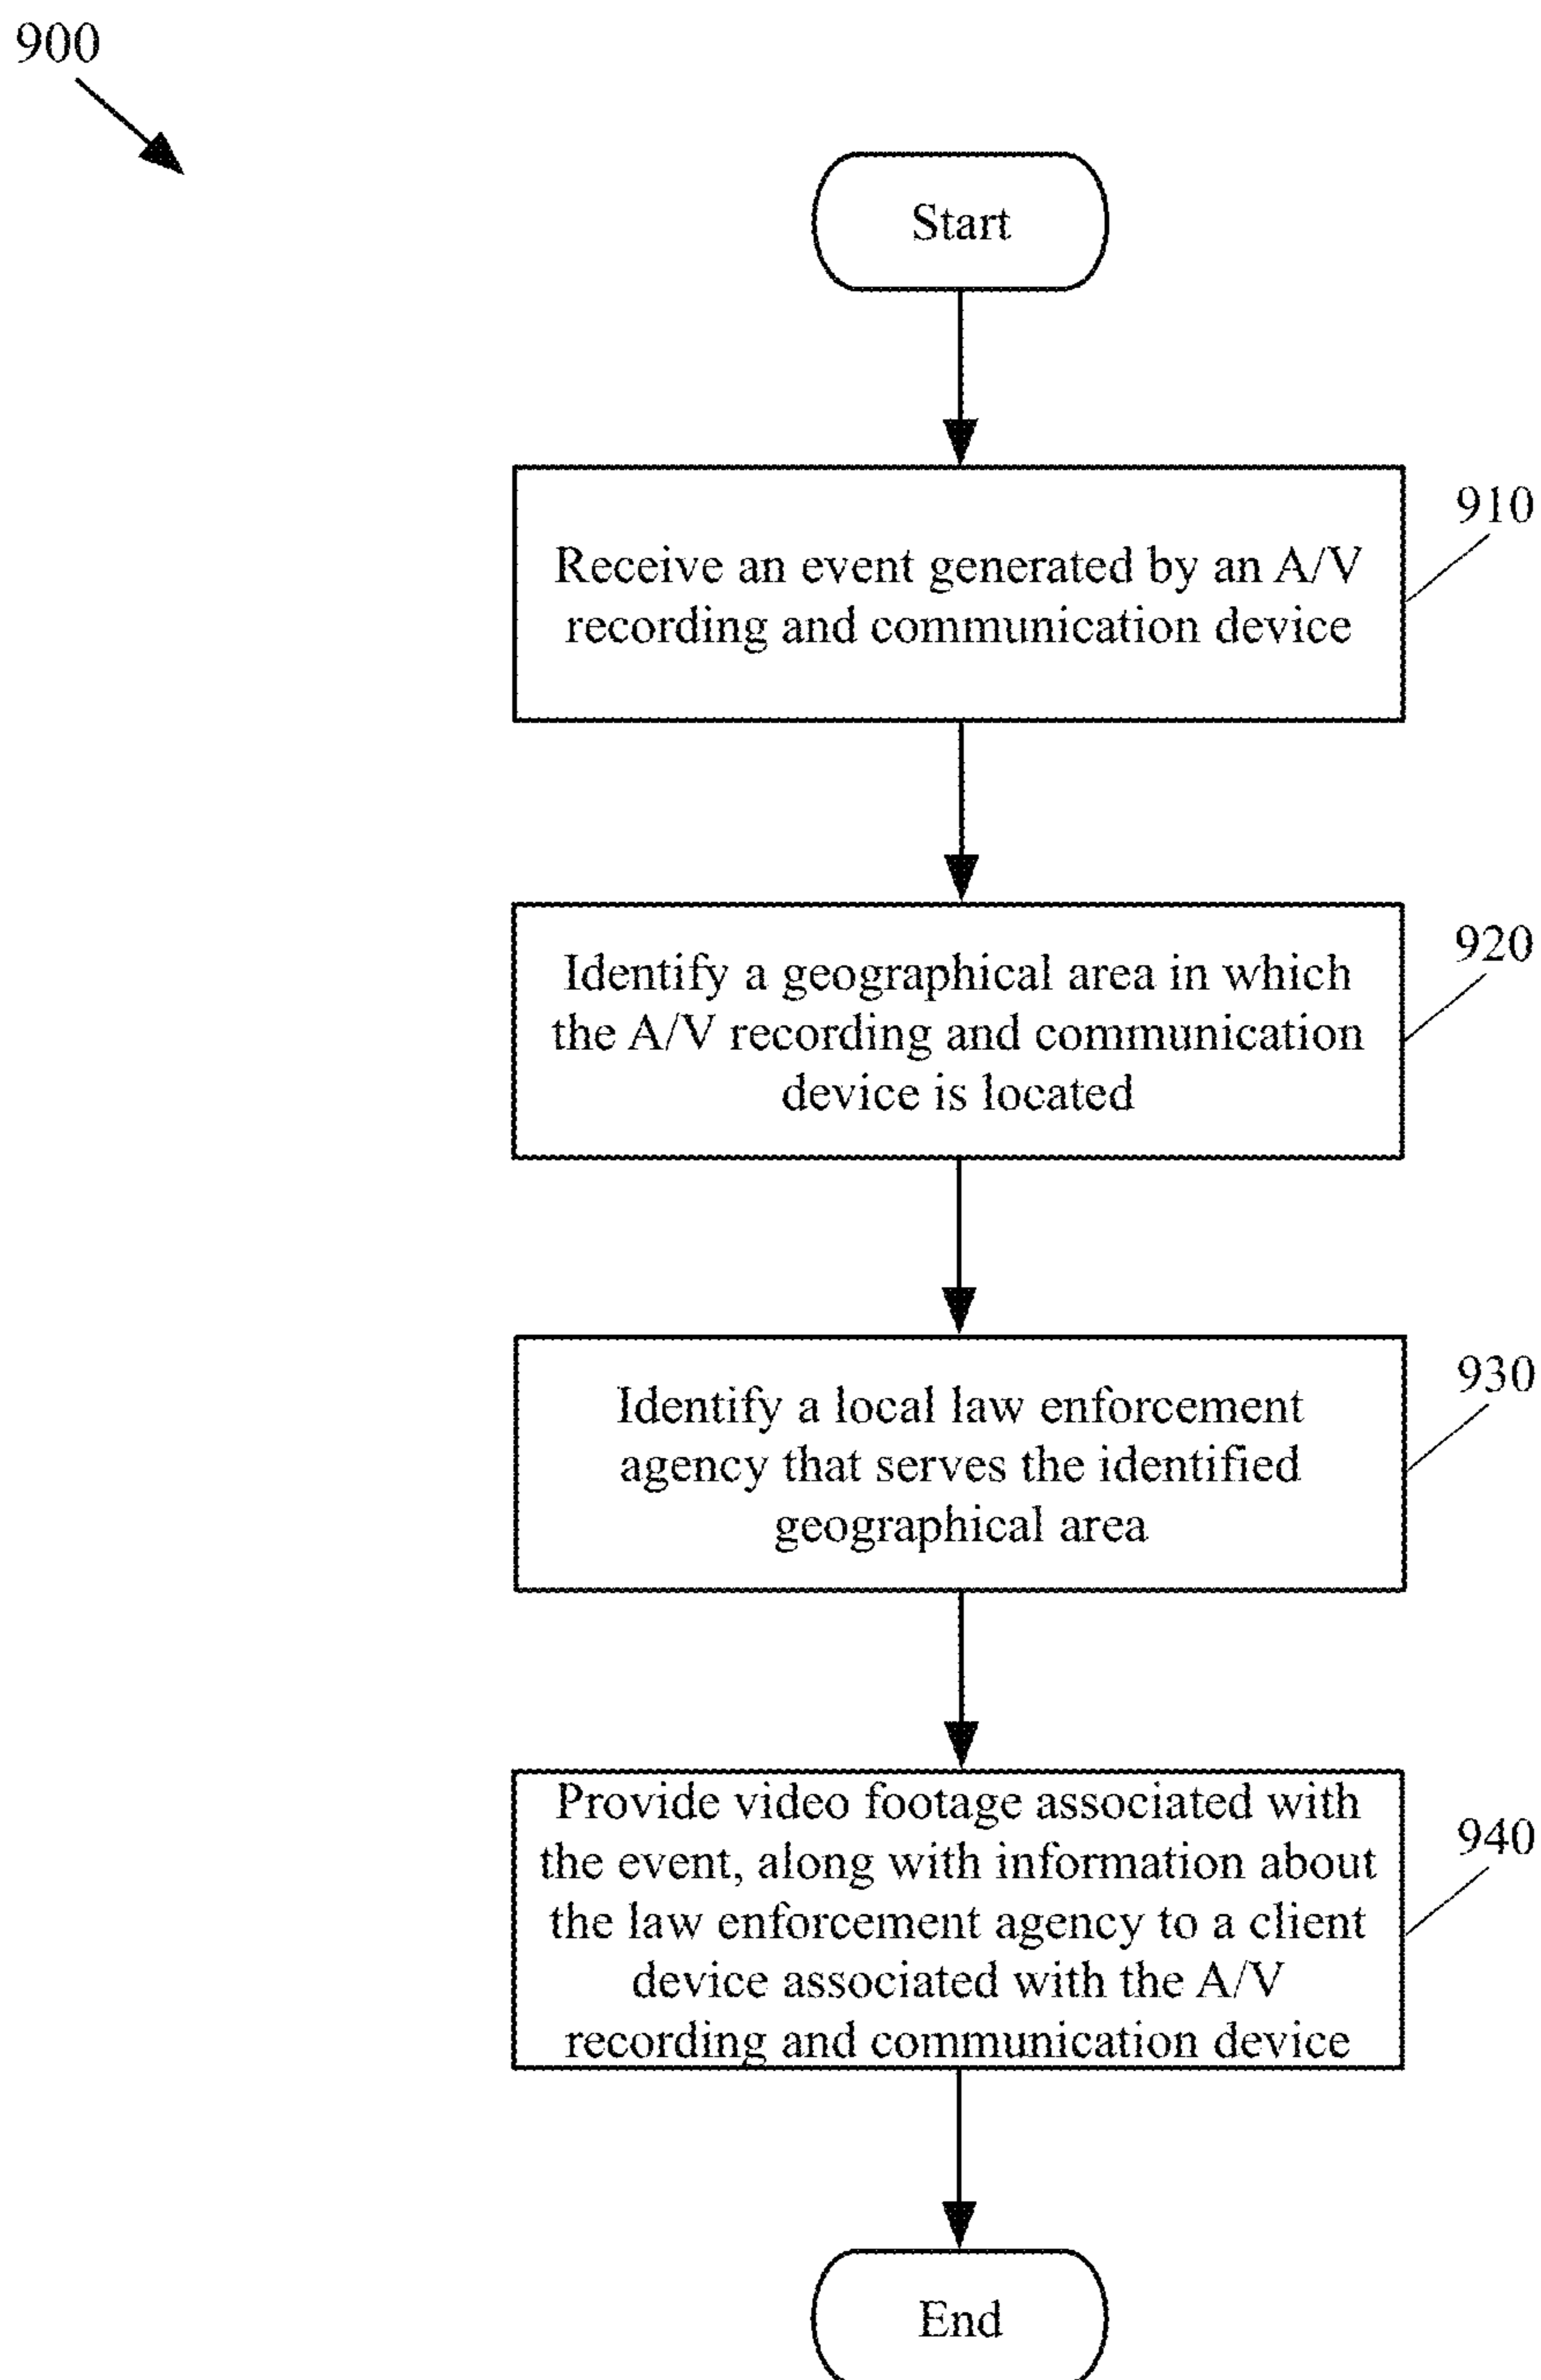 900
Start
910
Receive an event generated by an A/V
recording and communication device
920
Identify a geographical area in which
the A/V recording and communication
device is located
930
Identify a local law enforcement
agency that serves the identified
geographical area
940
Provide video footage associated with
the event, along with information about
the law enforcement agency to a client
device associated with the A/V
recording and communication device
End